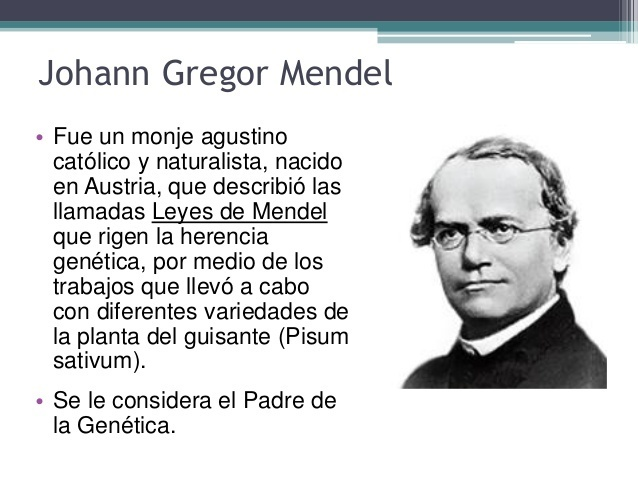 Johann Gregor Mendel
• Fue un monje agustino
católico y naturalista, nacido
en Austria, que describió las
llamadas Leyes de Mendel
que rigen la herencia
genética, por medio de los
trabajos que llevó a cabo
con diferentes variedades de
la planta del guisante (Pisum
sativum).
• Se le considera el Padre de
la Genética.